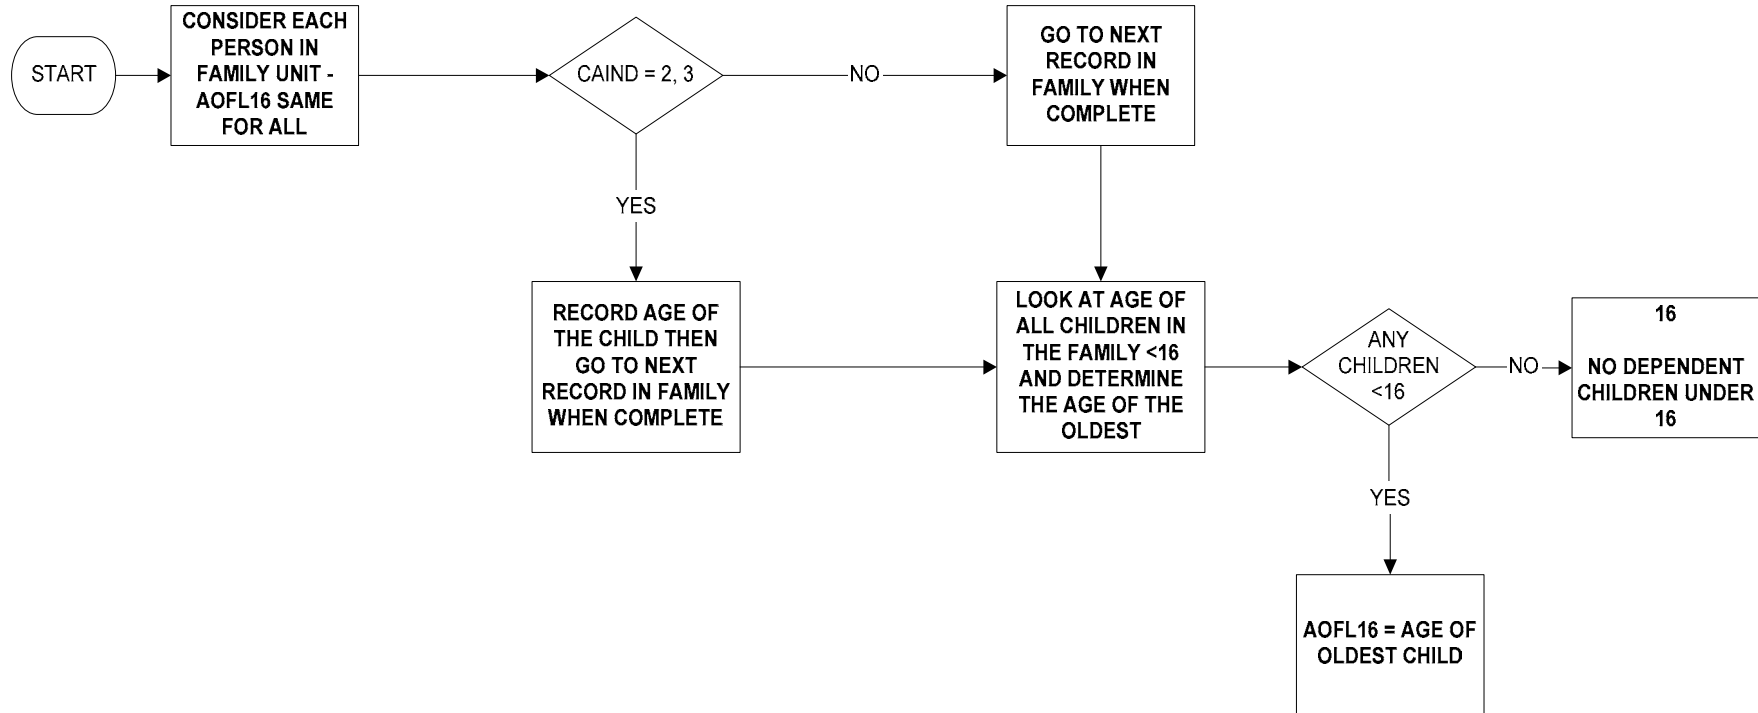 START
CONSIDER EACH
PERSON IN
FAMILY UNIT -
AOFL16 SAME
FOR ALL
CAIND = 2, 3
NO
GO TO NEXT
RECORD IN
FAMILY WHEN
COMPLETE
YES
RECORD AGE OF
THE CHILD THEN
GO TO NEXT
RECORD IN FAMILY
WHEN COMPLETE
LOOK AT AGE OF
ALL CHILDREN IN
THE FAMILY <16
AND DETERMINE
THE AGE OF THE
OLDEST
ANY
CHILDREN
<16
NO
16
NO DEPENDENT
CHILDREN UNDER
16
YES
AOFL16 = AGE OF
OLDEST CHILD